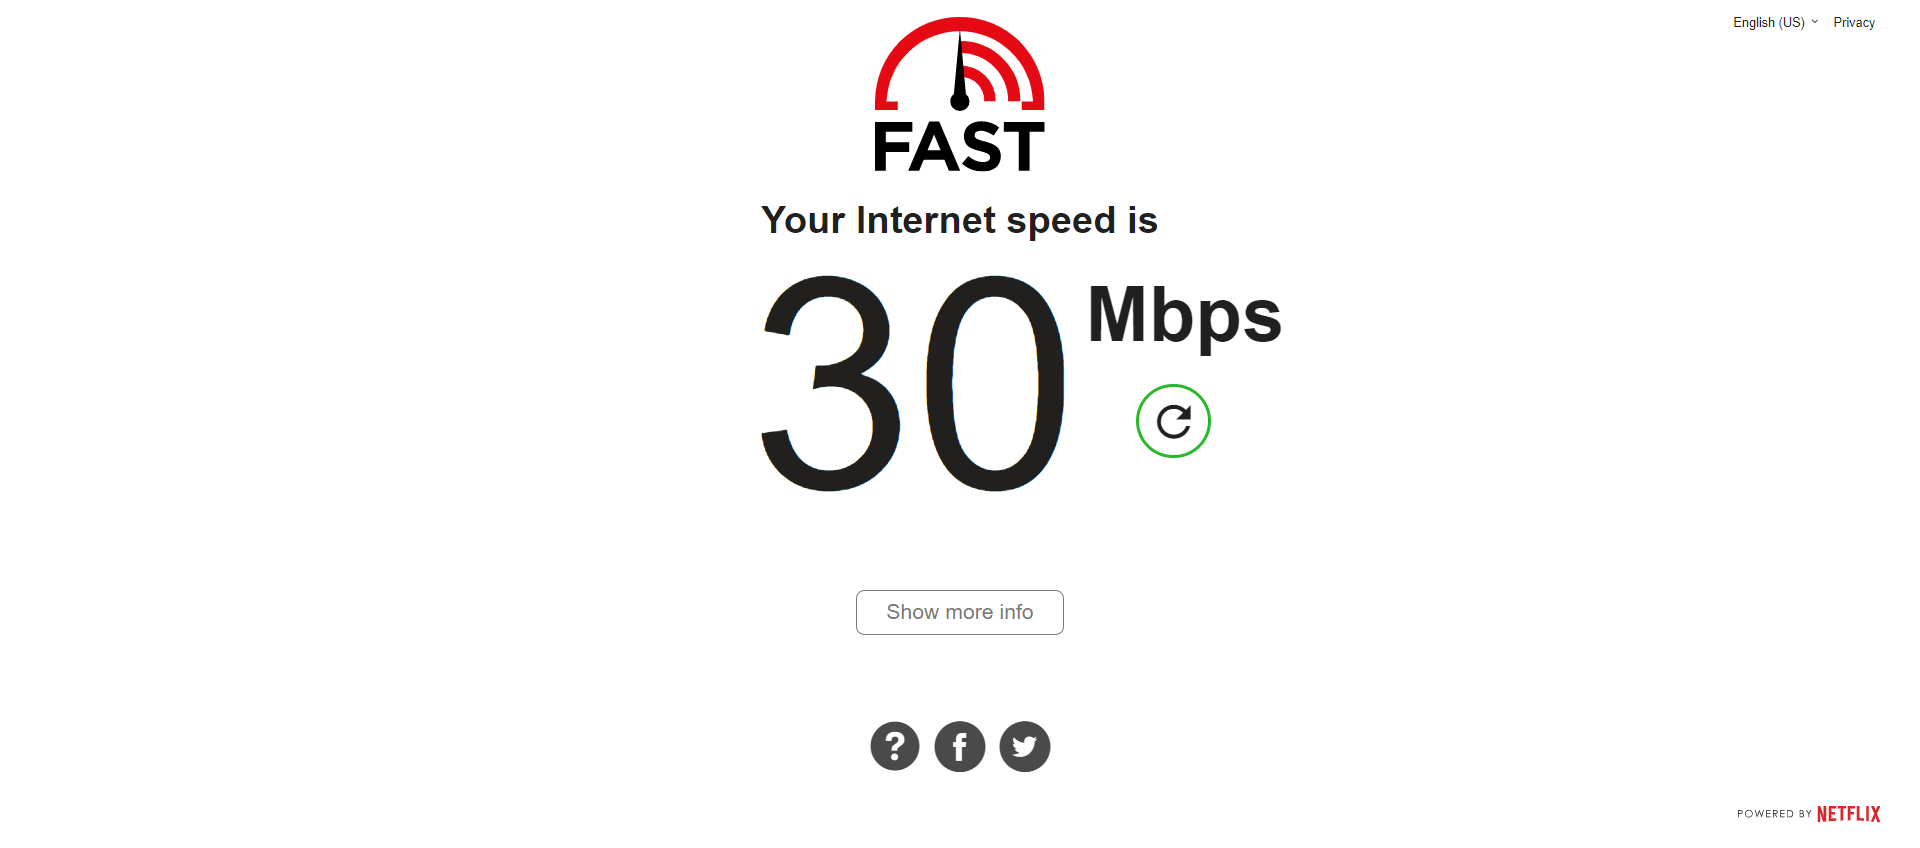 English (US) Privacy
FAST
Your Internet speed is
30 Mbps
Show more info
?
f
POWERED BY NETFLIX